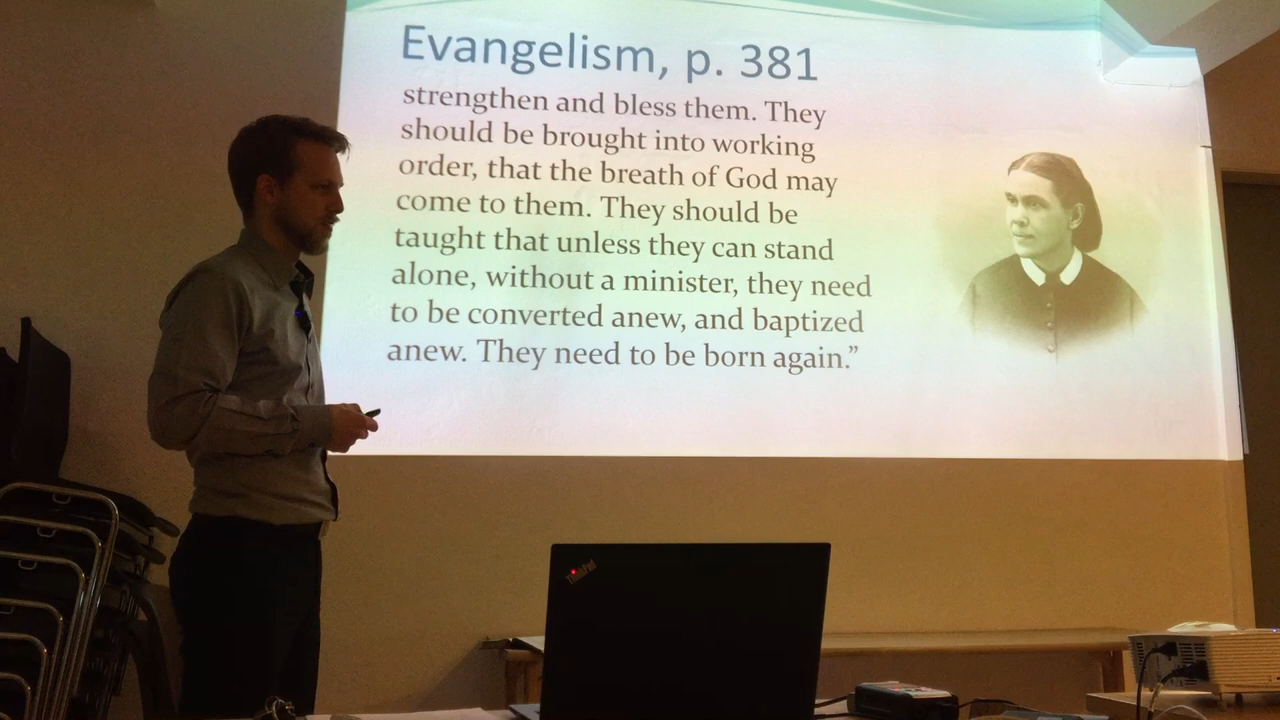 Evangelism, p. 381
strengthen and bless them. They
should be brought into working
order, that the breath of God may
come to them. They should be
taught that unless they can stand
alone, without a minister, they need
to be converted anew, and baptized
anew. They need to be born again.”
ThinkPad